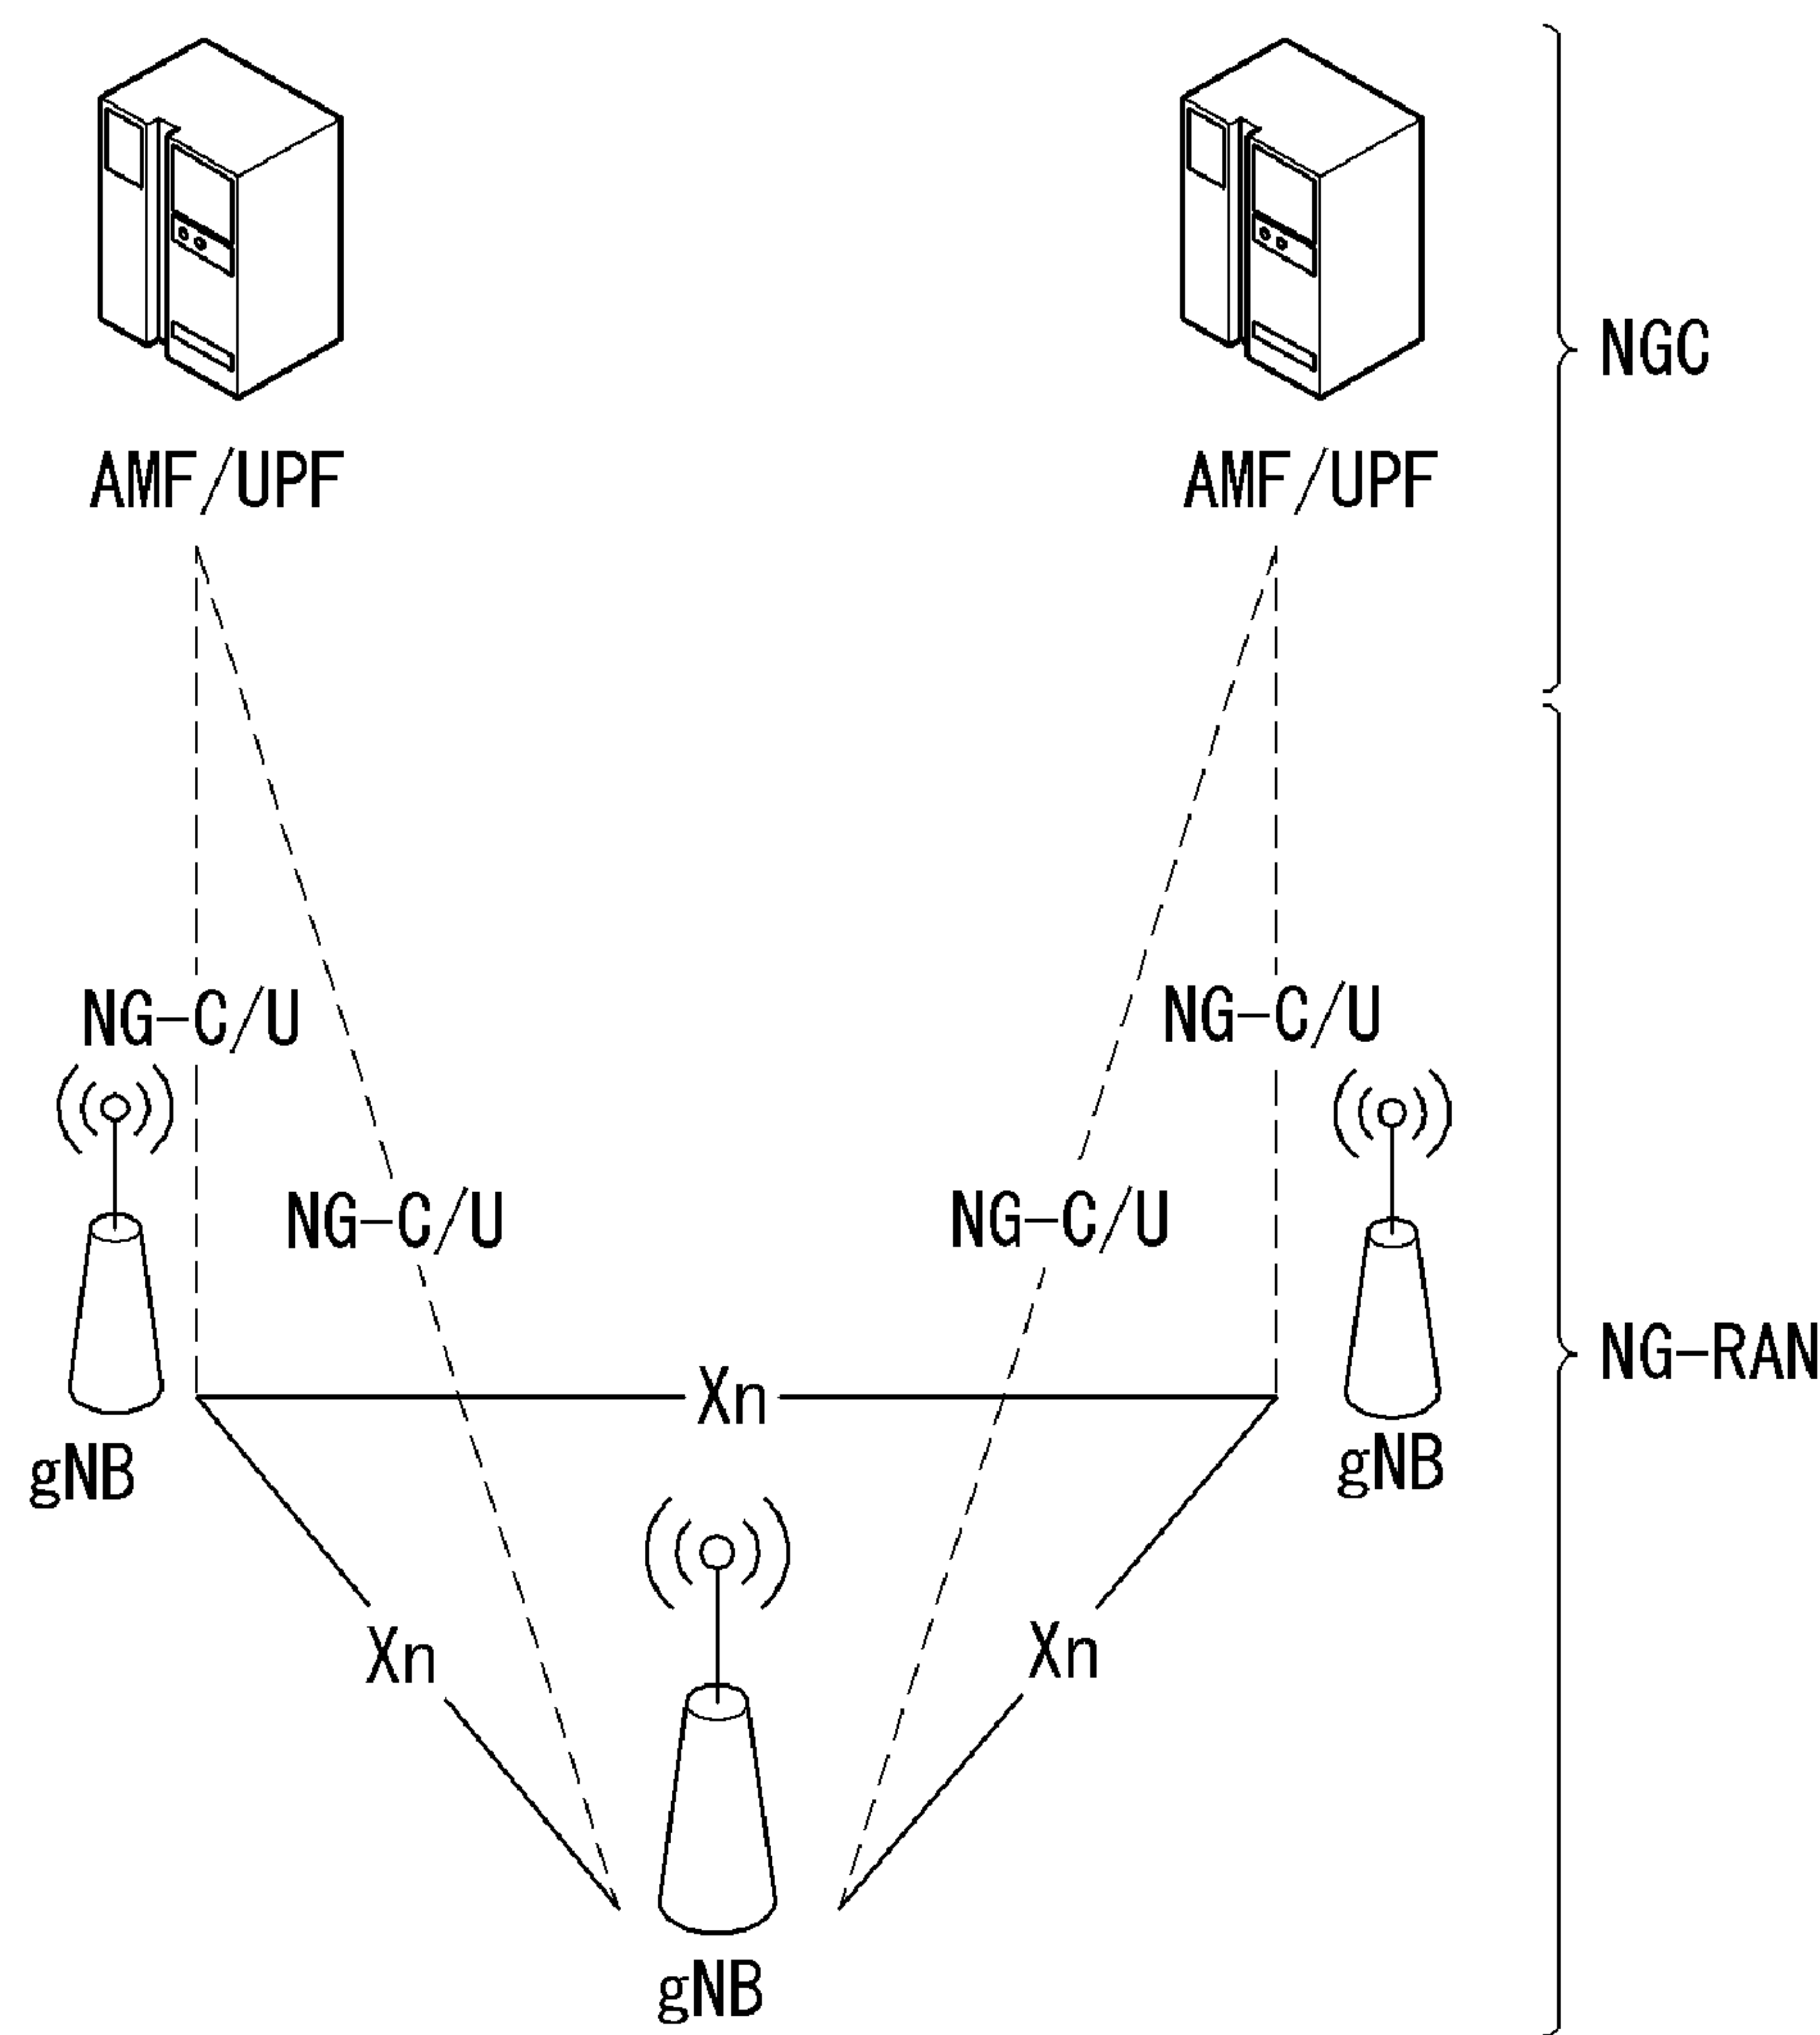 NGC
AMF/UPF
AMF/UPF
NG-C/U
NG-C/U
NG-C/U
NG-C/U
NG-RAN
Xn
gNB
gNB
Xn
Xn
gNB